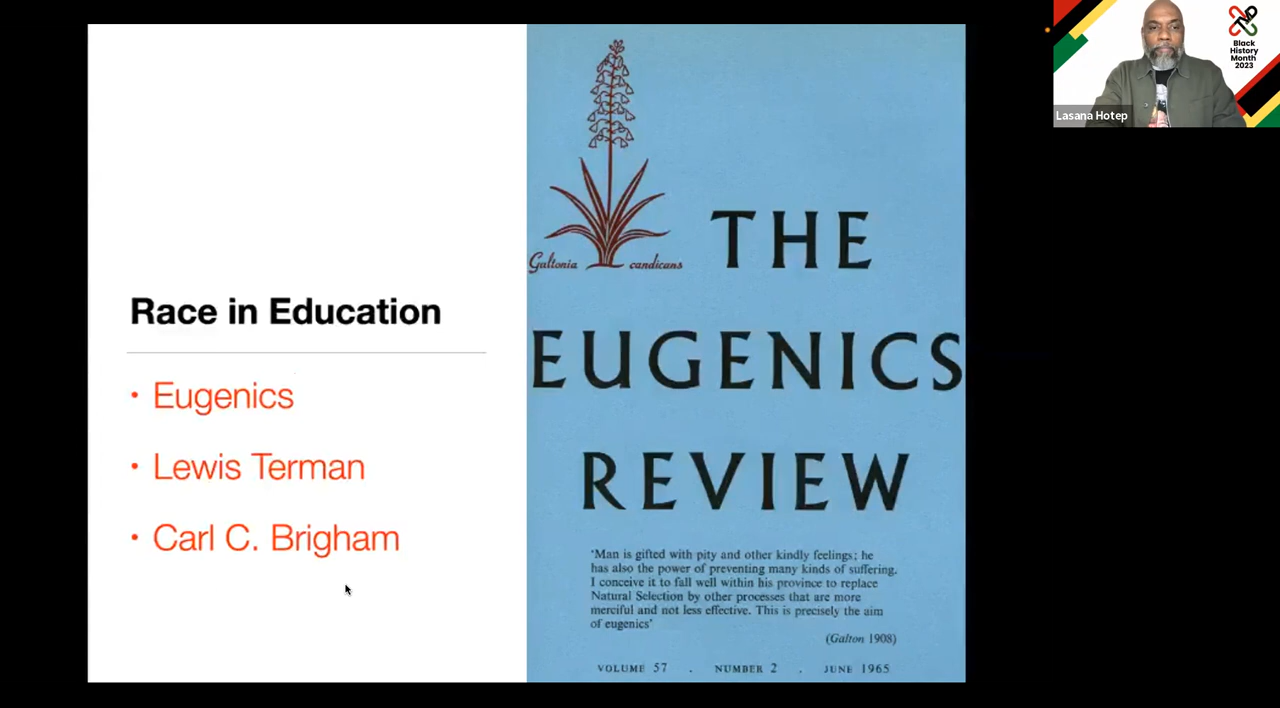 Race in Education
• Eugenics
• Lewis Terman
• Carl C. Brigham
Galtonia candicans
THE
EUGENICS
REVIEW
'Man is gifted with pity and other kindly feelings; he
has also the power of preventing many kinds of suffering.
I conceive it to fall well within his province to replace
Natural Selection by other processes that are more
merciful and not less effective. This is precisely the aim
of eugenics'
(Galton 1908)
VOLUME 57 . NUMBER 2 . JUNE 1965
Black
History
Month
2023
Lasana Hotep